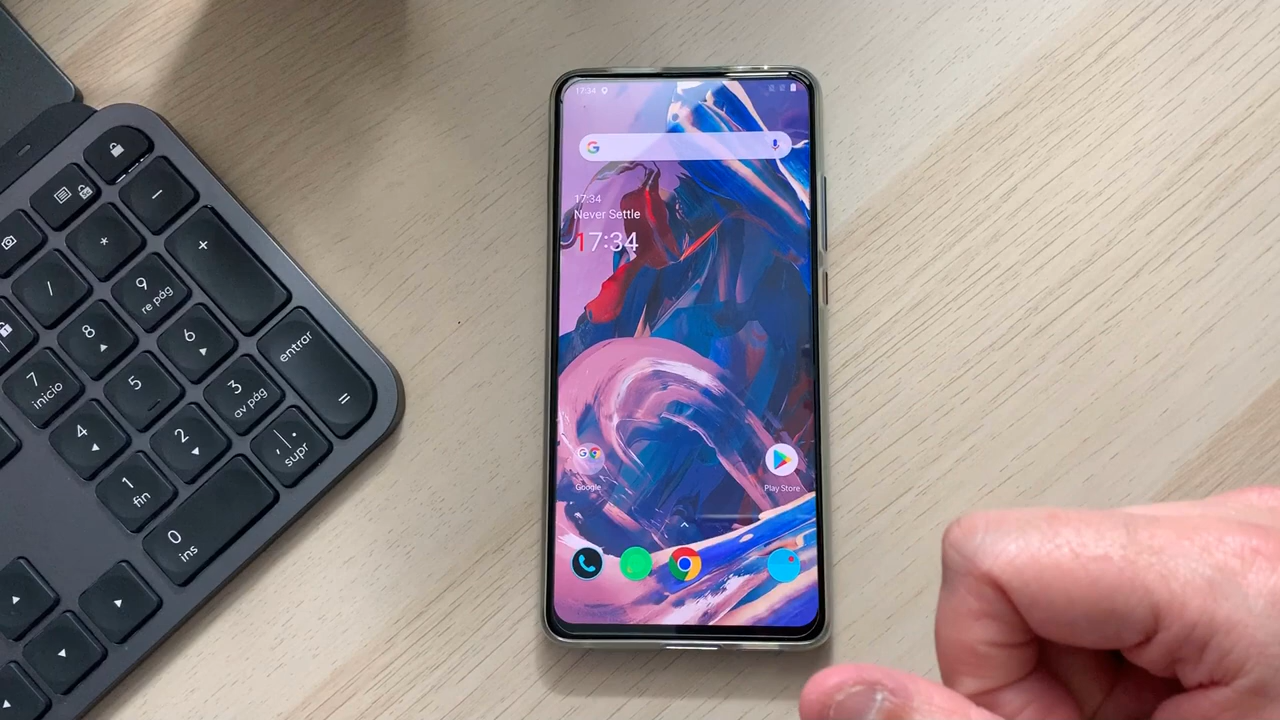 17:34
G
17:34
Never Settle
17:34
G
Google
Play Store
-
+
*
/
9
re pág
8
6
entrar
=
7
inicio
5
3
av pág
4
2
, | ; .
supr
1
fin
0
ins